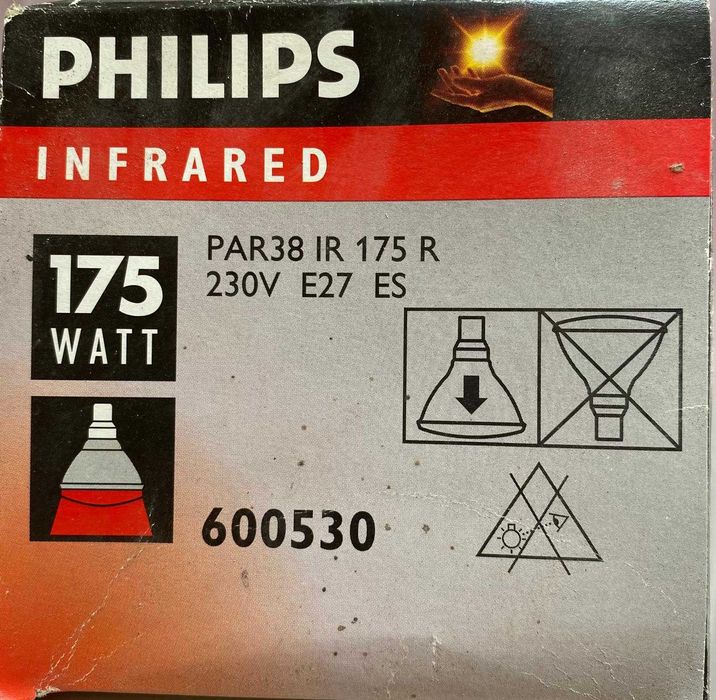 PHILIPS
INFRARED
175
WATT
PAR38 IR 175 R
230V E27 ES
600530